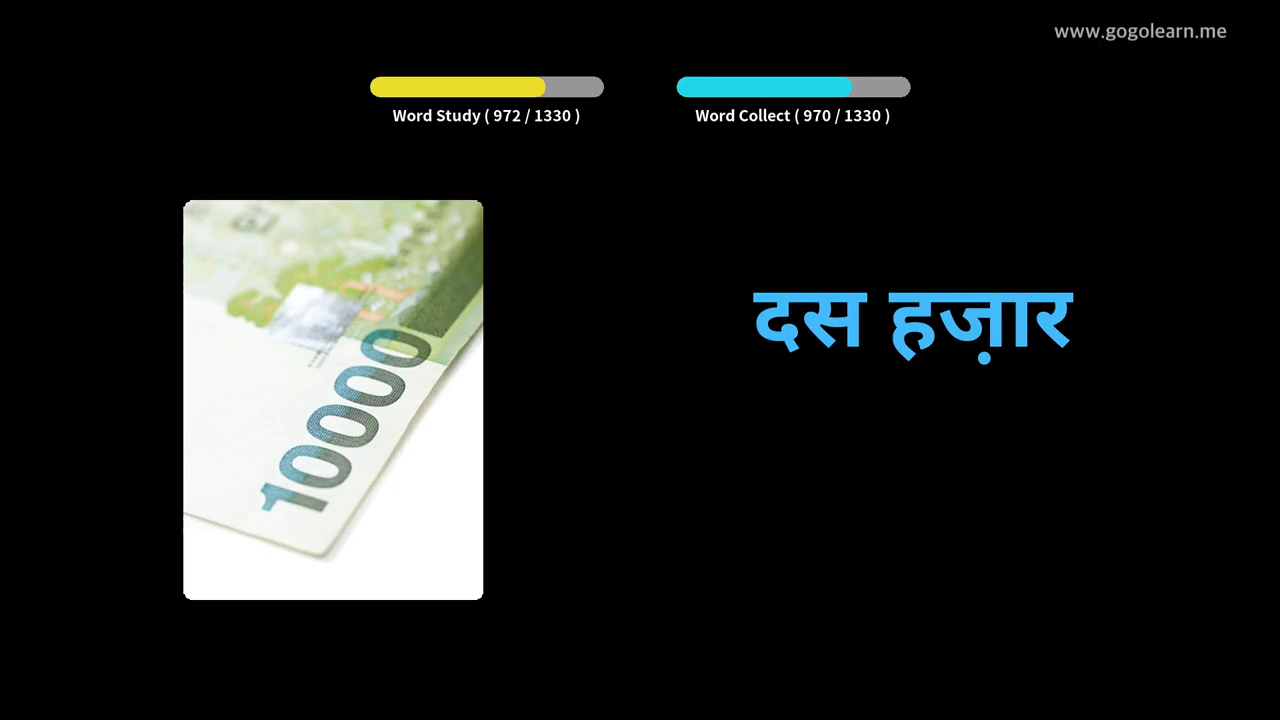 www.gogolearn.me
Word Study ( 972 / 1330 )
Word Collect ( 970 / 1330 )
दस हज़ार
10000